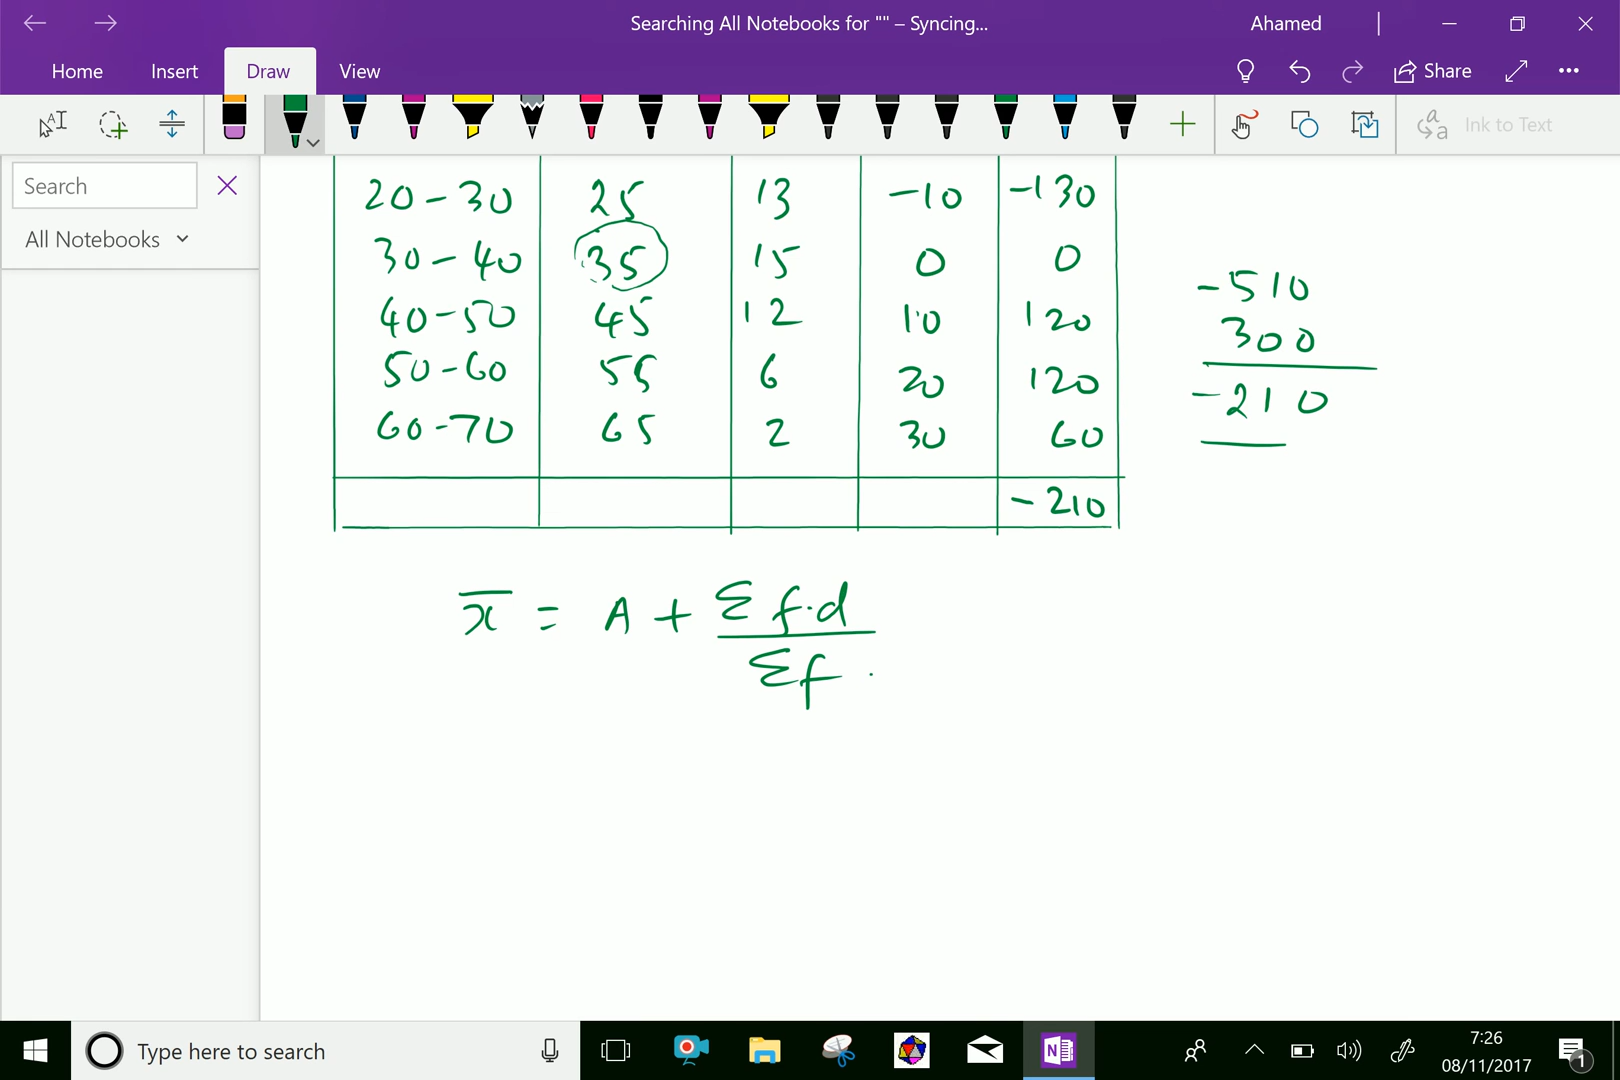 Searching All Notebooks for "" – Syncing...
Ahamed
Home Insert Draw View
Share
Ink to Text
Search
All Notebooks
20-30 25 13 -10 -130
30-40 35 15 0 0
40-50 45 12 10 120
50-60 55 6 20 120
60-70 65 2 30 60
-210
-510
300
-210
x̄ = A + Σf.d
Σf
Type here to search
7:26
08/11/2017
1